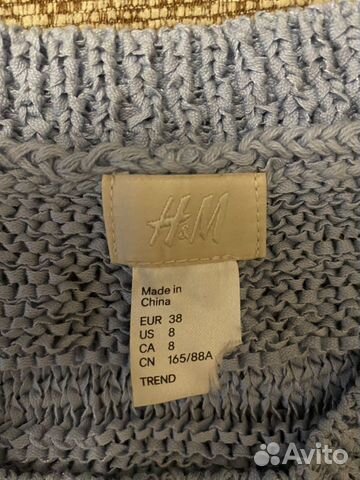 H&M
Made in
China
EUR 38
US 8
CA 8
CN 165/88A
TREND
Avito